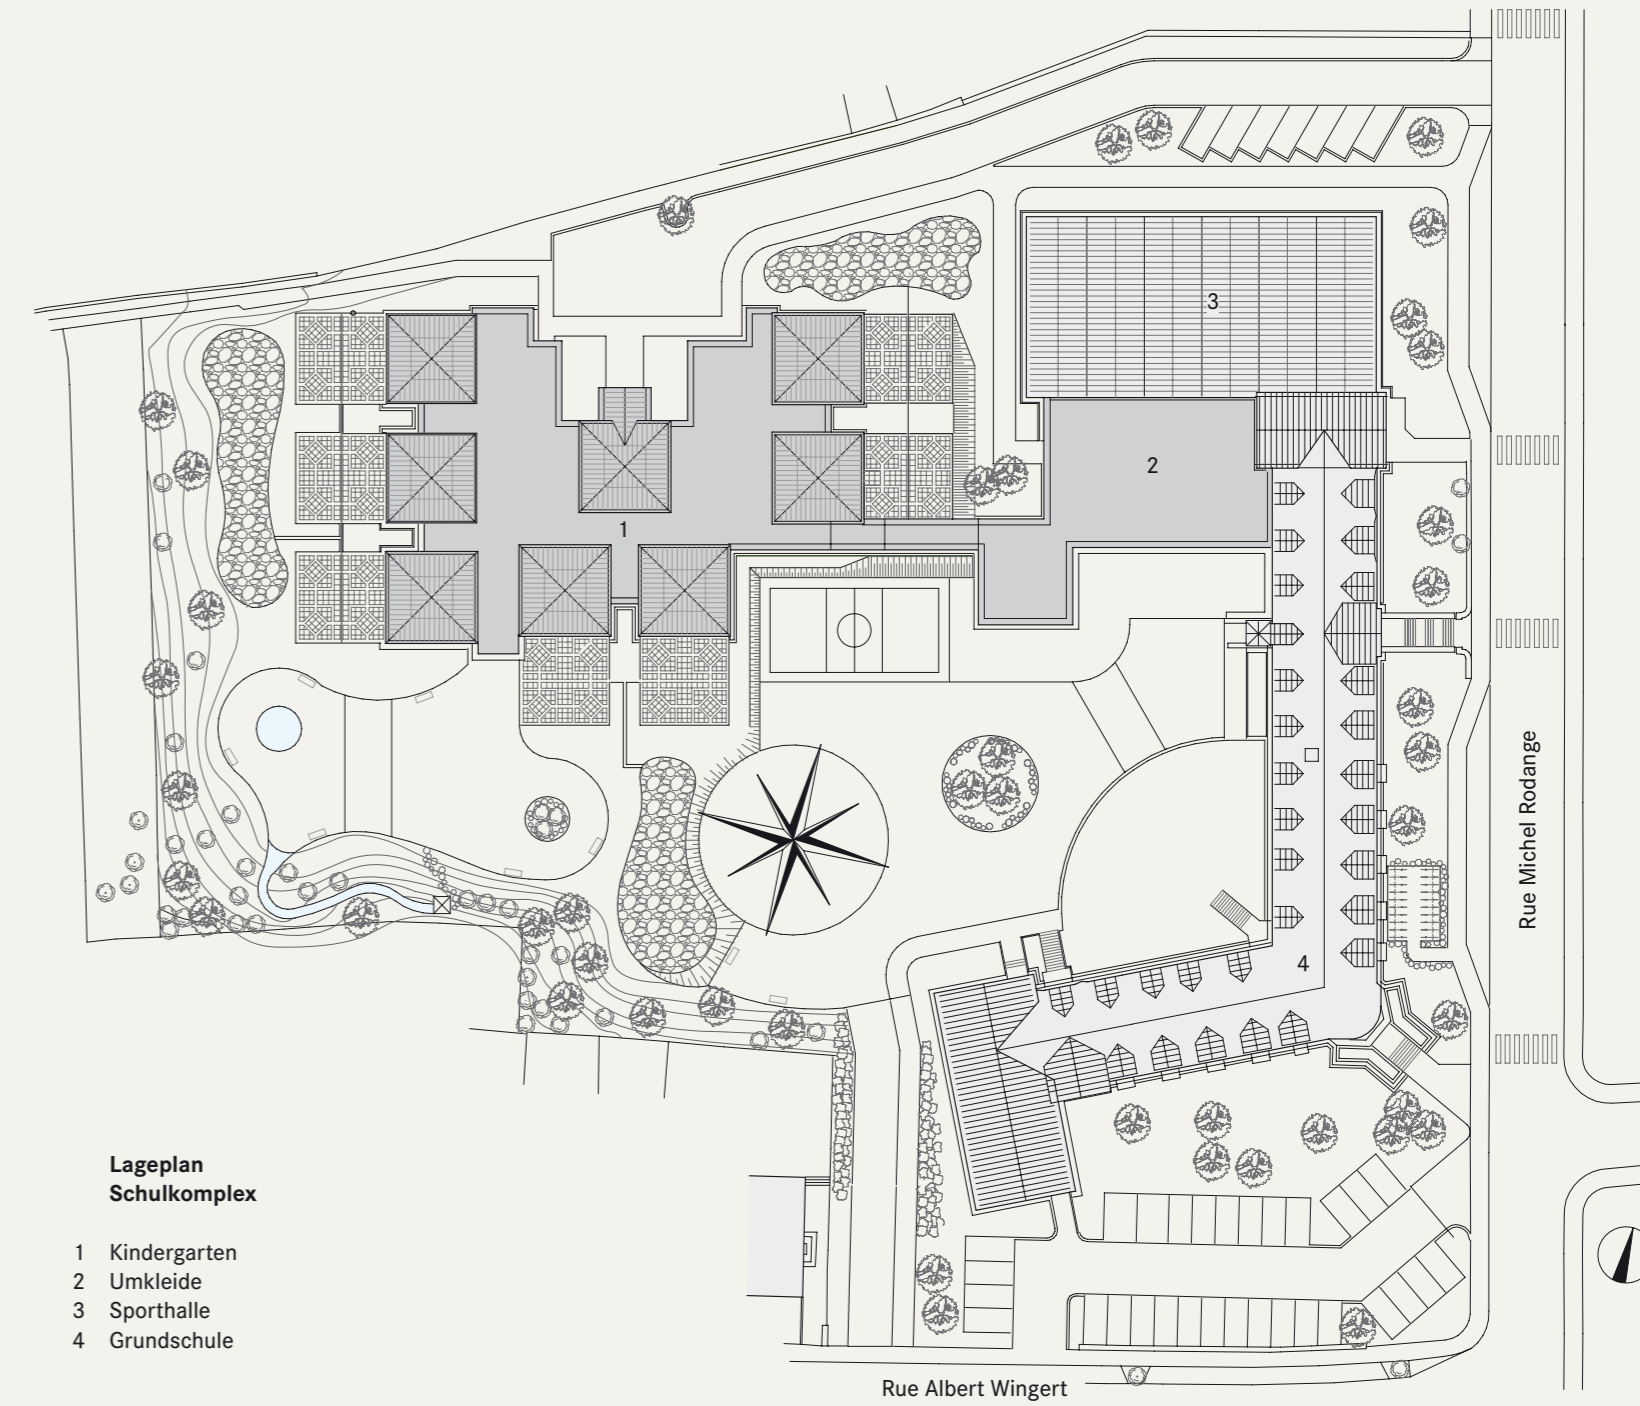 3
2
1
Rue Michel Rodange
4
Lageplan
Schulkomplex
1 Kindergarten
2 Umkleide
3 Sporthalle
4 Grundschule
Rue Albert Wingert